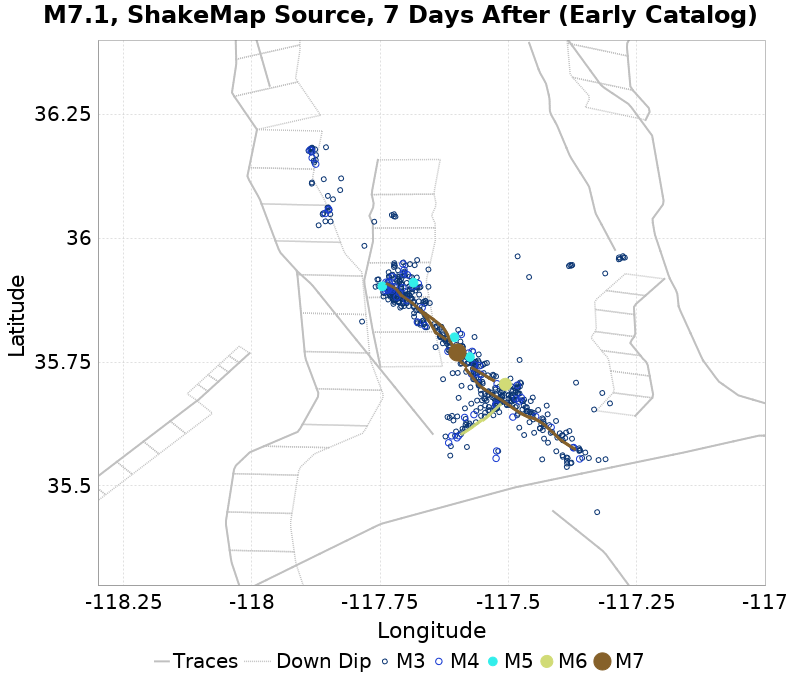 M7.1, ShakeMap Source, 7 Days After (Early Catalog)
36.25
36
35.75
35.5
Latitude
-118.25 -118 -117.75 -117.5 -117.25 -117
Longitude
Traces Down Dip M3 M4 M5 M6 M7